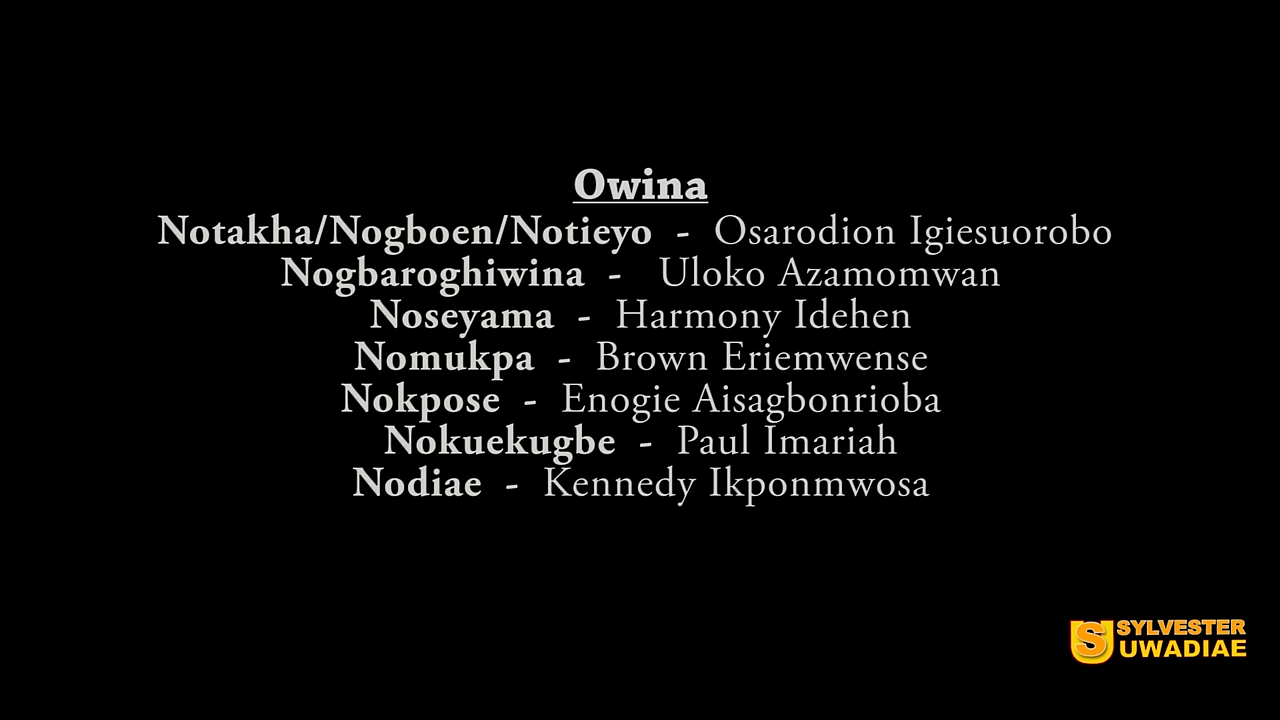 Owina
Notakha/Nogboen/Notieyo - Osarodion Igiesuorobo
Nogbaroghiwina - Uloko Azamomwan
Noseyama - Harmony Idehen
Nomukpa - Brown Eriemwense
Nokpose - Enogie Aisagbonrioba
Nokuekugbe - Paul Imariah
Nodiae - Kennedy Ikponmwosa
SYLVESTER
UWADIAE